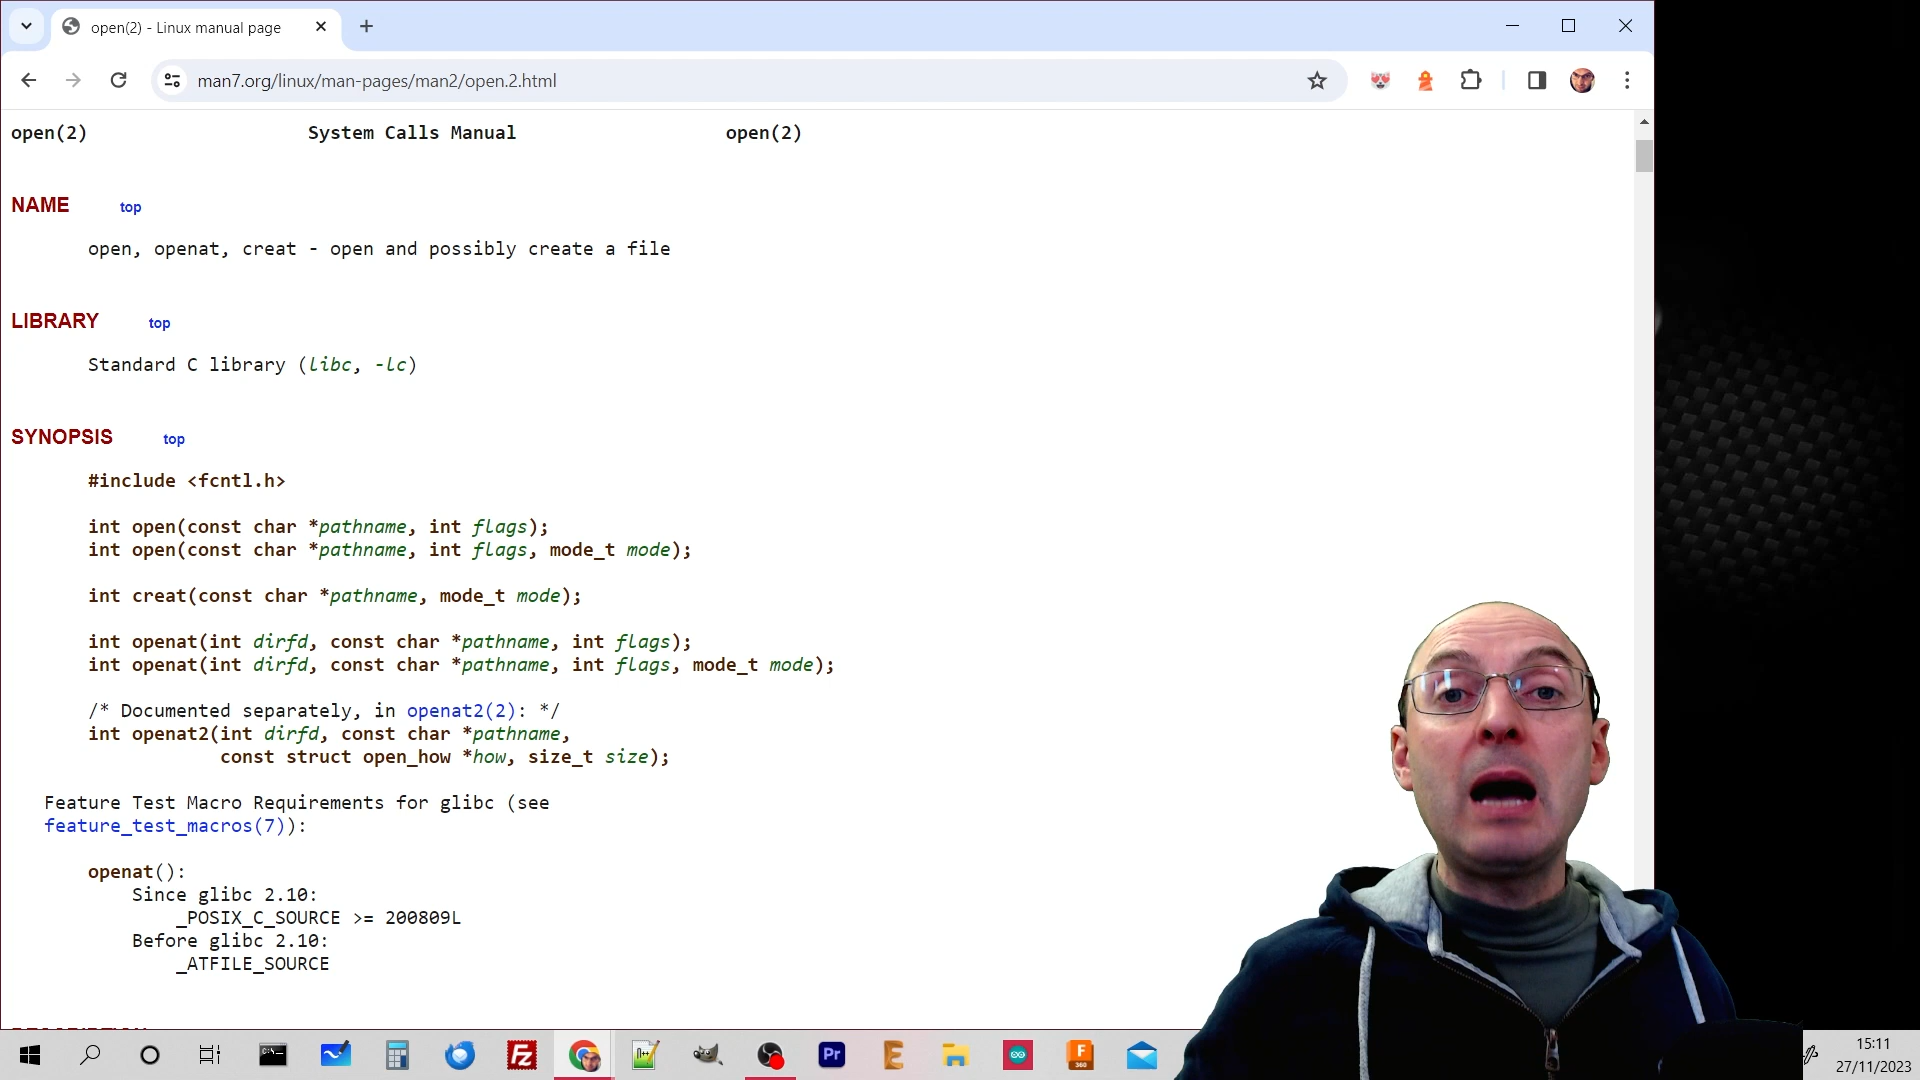 open(2) - Linux manual page
man7.org/linux/man-pages/man2/open.2.html
open(2) System Calls Manual open(2)
NAME top
open, openat, creat - open and possibly create a file
LIBRARY top
Standard C library (libc, -lc)
SYNOPSIS top
#include <fcntl.h>
int open(const char *pathname, int flags);
int open(const char *pathname, int flags, mode_t mode);
int creat(const char *pathname, mode_t mode);
int openat(int dirfd, const char *pathname, int flags);
int openat(int dirfd, const char *pathname, int flags, mode_t mode);
/* Documented separately, in openat2(2): */
int openat2(int dirfd, const char *pathname,
const struct open_how *how, size_t size);
Feature Test Macro Requirements for glibc (see
feature_test_macros(7)):
openat():
Since glibc 2.10:
_POSIX_C_SOURCE >= 200809L
Before glibc 2.10:
_ATFILE_SOURCE
Fz
Pr
E
F
360
15:11
27/11/2023